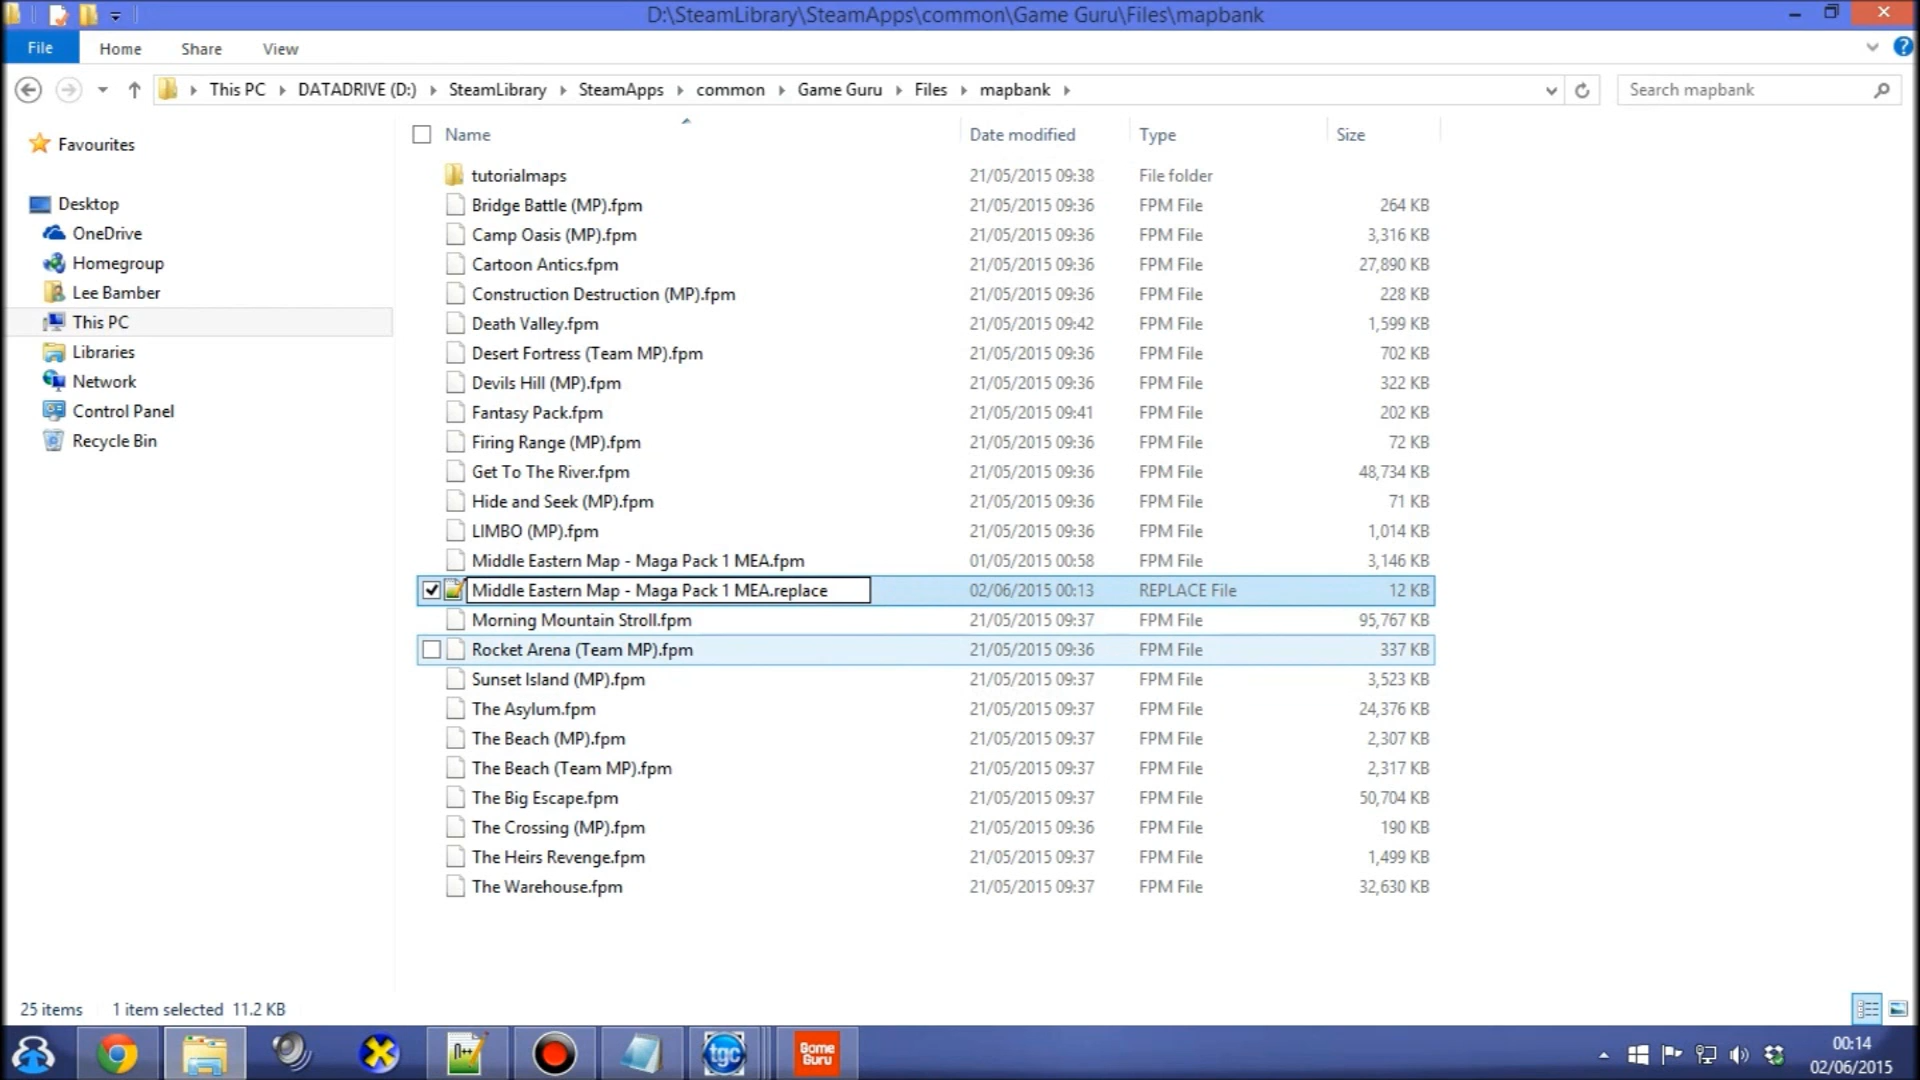 D:\SteamLibrary\SteamApps\common\Game Guru\Files\mapbank
File Home Share View
This PC DATADRIVE (D:) SteamLibrary SteamApps common Game Guru Files mapbank Search mapbank
Name Date modified Type Size
Favourites
Desktop
OneDrive
Homegroup
Lee Bamber
This PC
Libraries
Network
Control Panel
Recycle Bin
tutorialmaps 21/05/2015 09:38 File folder
Bridge Battle (MP).fpm 21/05/2015 09:36 FPM File 264 KB
Camp Oasis (MP).fpm 21/05/2015 09:36 FPM File 3,316 KB
Cartoon Antics.fpm 21/05/2015 09:36 FPM File 27,890 KB
Construction Destruction (MP).fpm 21/05/2015 09:36 FPM File 228 KB
Death Valley.fpm 21/05/2015 09:42 FPM File 1,599 KB
Desert Fortress (Team MP).fpm 21/05/2015 09:36 FPM File 702 KB
Devils Hill (MP).fpm 21/05/2015 09:36 FPM File 322 KB
Fantasy Pack.fpm 21/05/2015 09:41 FPM File 202 KB
Firing Range (MP).fpm 21/05/2015 09:36 FPM File 72 KB
Get To The River.fpm 21/05/2015 09:36 FPM File 48,734 KB
Hide and Seek (MP).fpm 21/05/2015 09:36 FPM File 71 KB
LIMBO (MP).fpm 21/05/2015 09:36 FPM File 1,014 KB
Middle Eastern Map - Maga Pack 1 MEA.fpm 01/05/2015 00:58 FPM File 3,146 KB
Middle Eastern Map - Maga Pack 1 MEA.replace 02/06/2015 00:13 REPLACE File 12 KB
Morning Mountain Stroll.fpm 21/05/2015 09:37 FPM File 95,767 KB
Rocket Arena (Team MP).fpm 21/05/2015 09:36 FPM File 337 KB
Sunset Island (MP).fpm 21/05/2015 09:37 FPM File 3,523 KB
The Asylum.fpm 21/05/2015 09:37 FPM File 24,376 KB
The Beach (MP).fpm 21/05/2015 09:37 FPM File 2,307 KB
The Beach (Team MP).fpm 21/05/2015 09:37 FPM File 2,317 KB
The Big Escape.fpm 21/05/2015 09:37 FPM File 50,704 KB
The Crossing (MP).fpm 21/05/2015 09:36 FPM File 190 KB
The Heirs Revenge.fpm 21/05/2015 09:37 FPM File 1,499 KB
The Warehouse.fpm 21/05/2015 09:37 FPM File 32,630 KB
25 items 1 item selected 11.2 KB
tgc
Game
Guru
00:14
02/06/2015